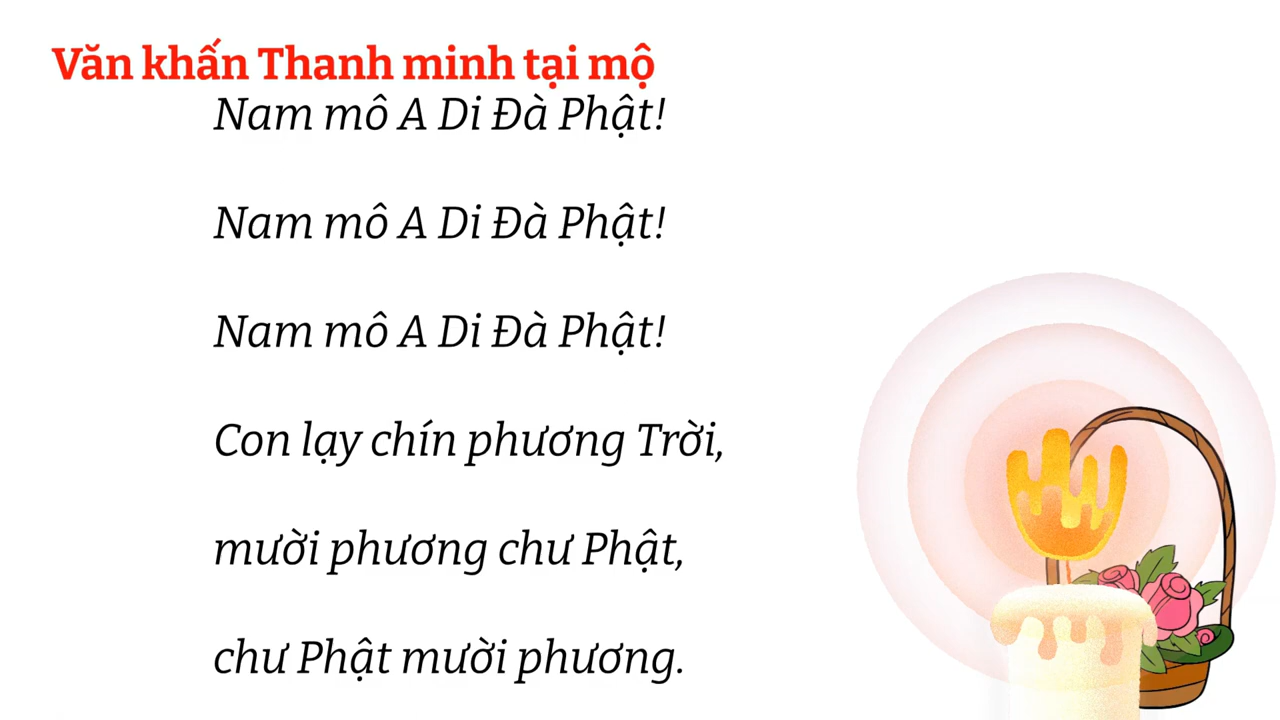 Văn khấn Thanh minh tại mộ
Nam mô A Di Đà Phật!
Nam mô A Di Đà Phật!
Nam mô A Di Đà Phật!
Con lạy chín phương Trời,
mười phương chư Phật,
chư Phật mười phương.